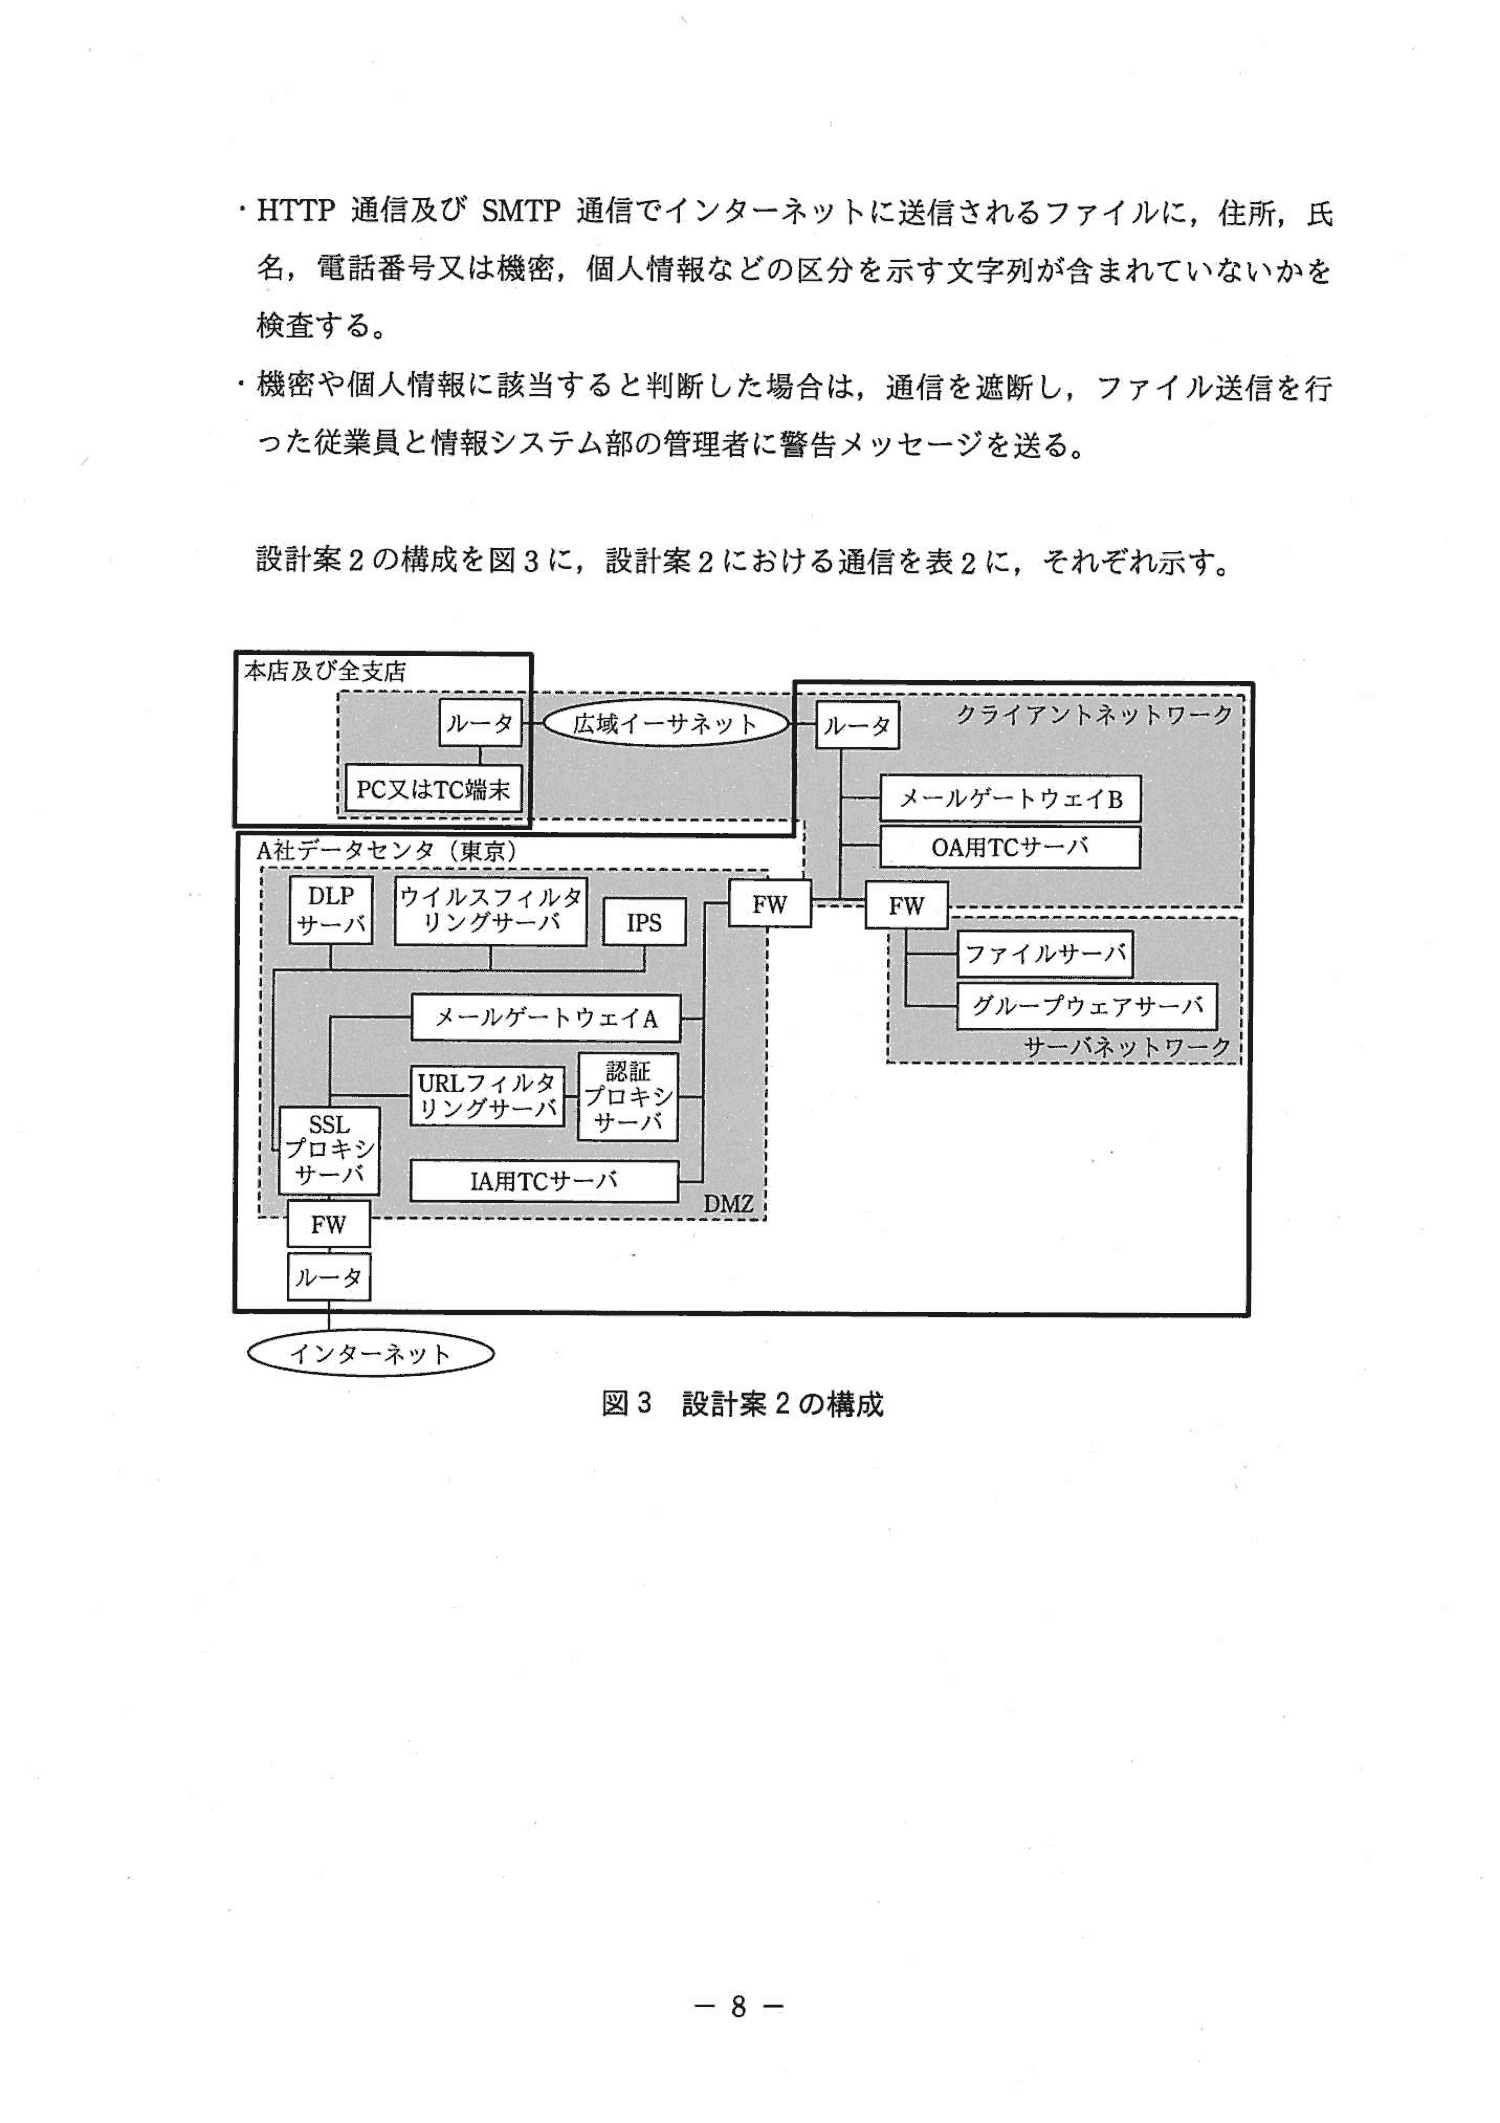 ・HTTP 通信及び SMTP 通信でインターネットに送信されるファイルに，住所，氏
名，電話番号又は機密，個人情報などの区分を示す文字列が含まれていないかを
検査する。
・機密や個人情報に該当すると判断した場合は，通信を遮断し，ファイル送信を行
った従業員と情報システム部の管理者に警告メッセージを送る。
設計案2の構成を図3に，設計案2における通信を表2に，それぞれ示す。
本店及び全支店
ルータ
広域イーサネット
ルータ
クライアントネットワーク
PC又はTC端末
メールゲートウェイB
OA用TCサーバ
A社データセンタ（東京）
DLP
サーバ
ウイルスフィルタ
リングサーバ
IPS
FW
FW
ファイルサーバ
グループウェアサーバ
サーバネットワーク
メールゲートウェイA
URLフィルタ
リングサーバ
認証
プロキシ
サーバ
SSL
プロキシ
サーバ
IA用TCサーバ
DMZ
FW
ルータ
インターネット
図3 設計案2の構成
－ 8 －